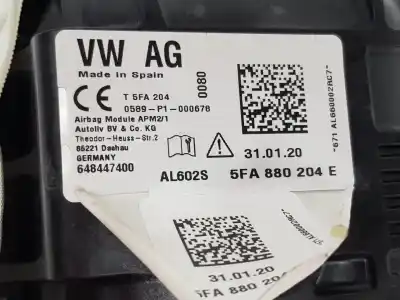 VW AG
Made in Spain
T 5FA 204
0589-P1-000678
0080
Airbag Module APM2/1
Autoliv BV & Co. KG
Theodor-Heuss-Str.2
85221 Dachau
GERMANY
648447400
AL602S
31.01.20
5FA 880 204 E
31.01.20
5FA 880 204